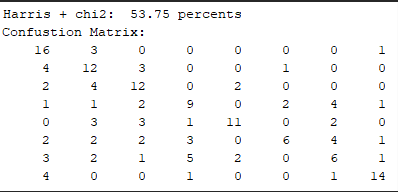 Harris + chi2: 53.75 percents
Confustion Matrix:
16 3 0 0 0 0 0 1
4 12 3 0 0 1 0 0
2 4 12 0 2 0 0 0
1 1 2 9 0 2 4 1
0 3 3 1 11 0 2 0
2 2 2 3 0 6 4 1
3 2 1 5 2 0 6 1
4 0 0 1 0 0 1 14